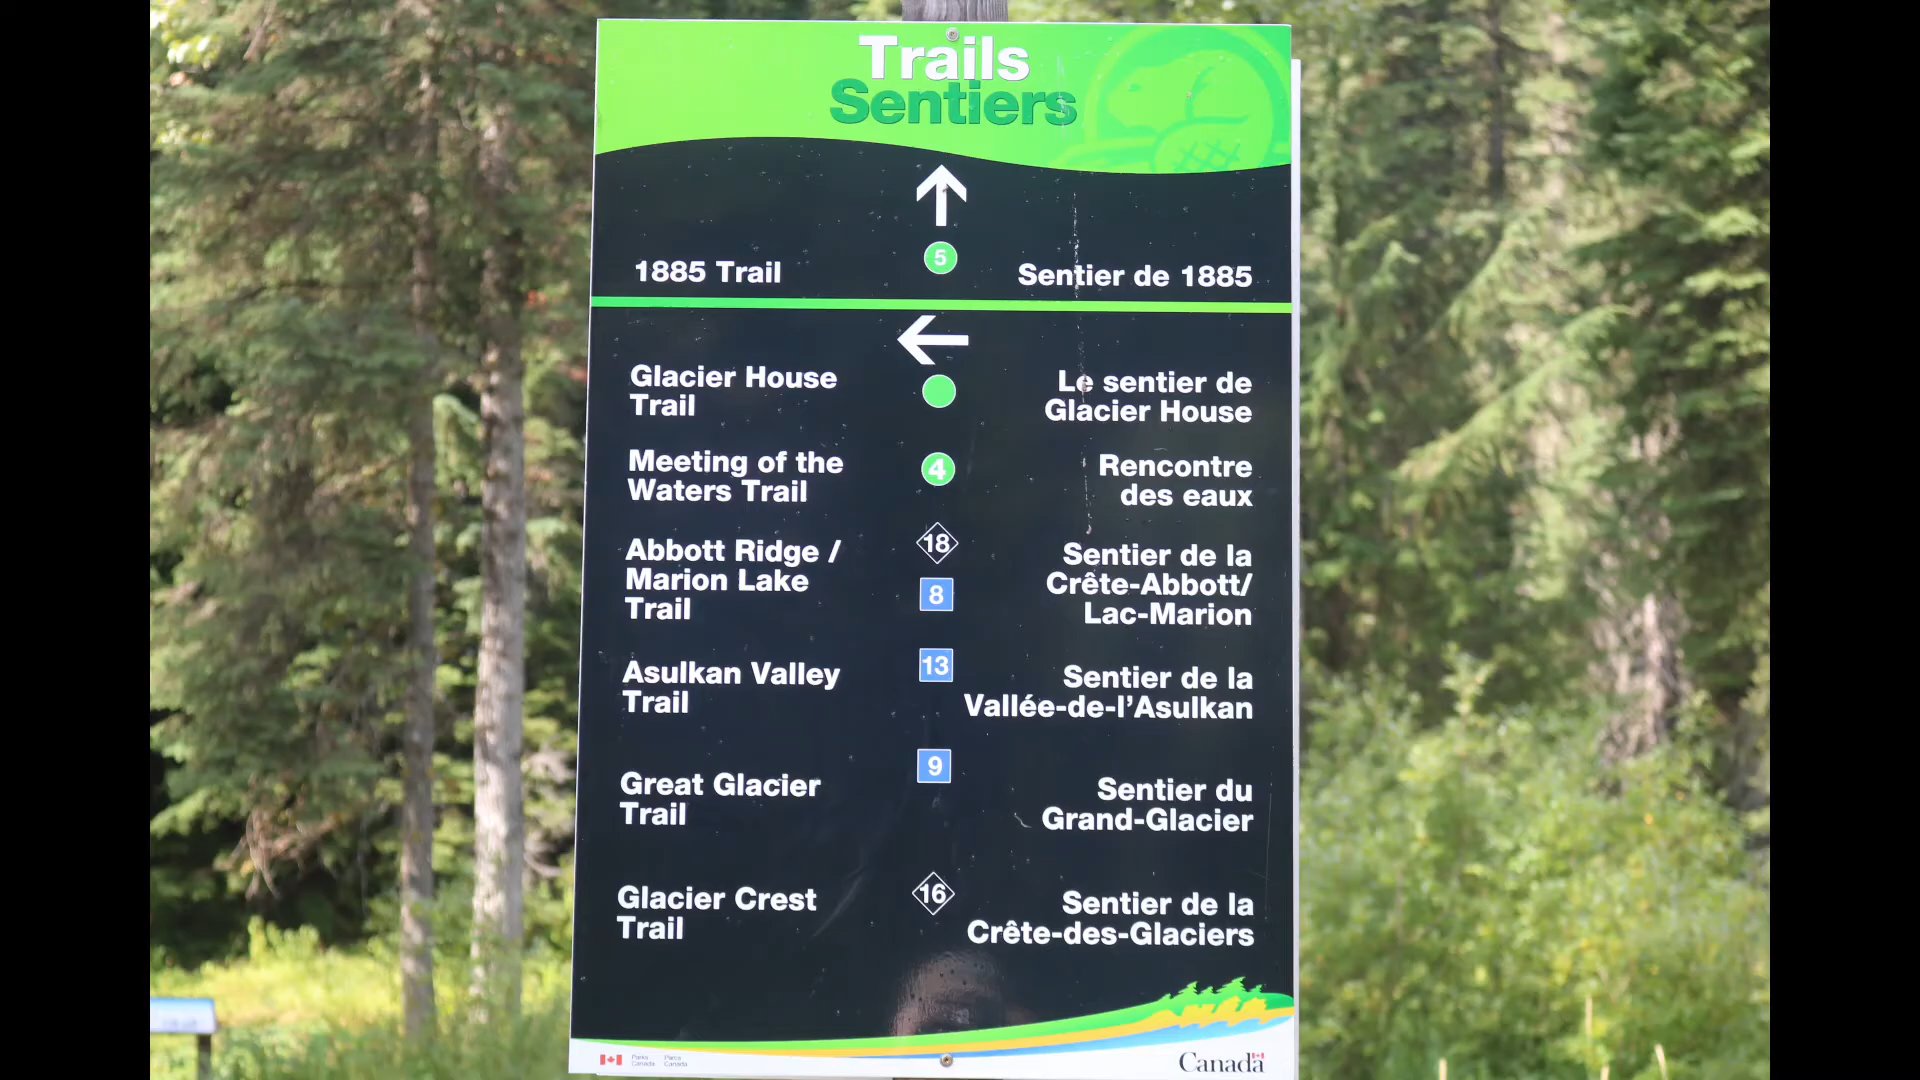 Trails
Sentiers
5
1885 Trail
Sentier de 1885
Glacier House
Trail
Le sentier de
Glacier House
Meeting of the
Waters Trail
4
Rencontre
des eaux
Abbott Ridge /
Marion Lake
Trail
18
8
Sentier de la
Crête-Abbott/
Lac-Marion
Asulkan Valley
Trail
13
Sentier de la
Vallée-de-l'Asulkan
Great Glacier
Trail
9
Sentier du
Grand-Glacier
Glacier Crest
Trail
16
Sentier de la
Crête-des-Glaciers
Parks
Canada
Parcs
Canada
Canada